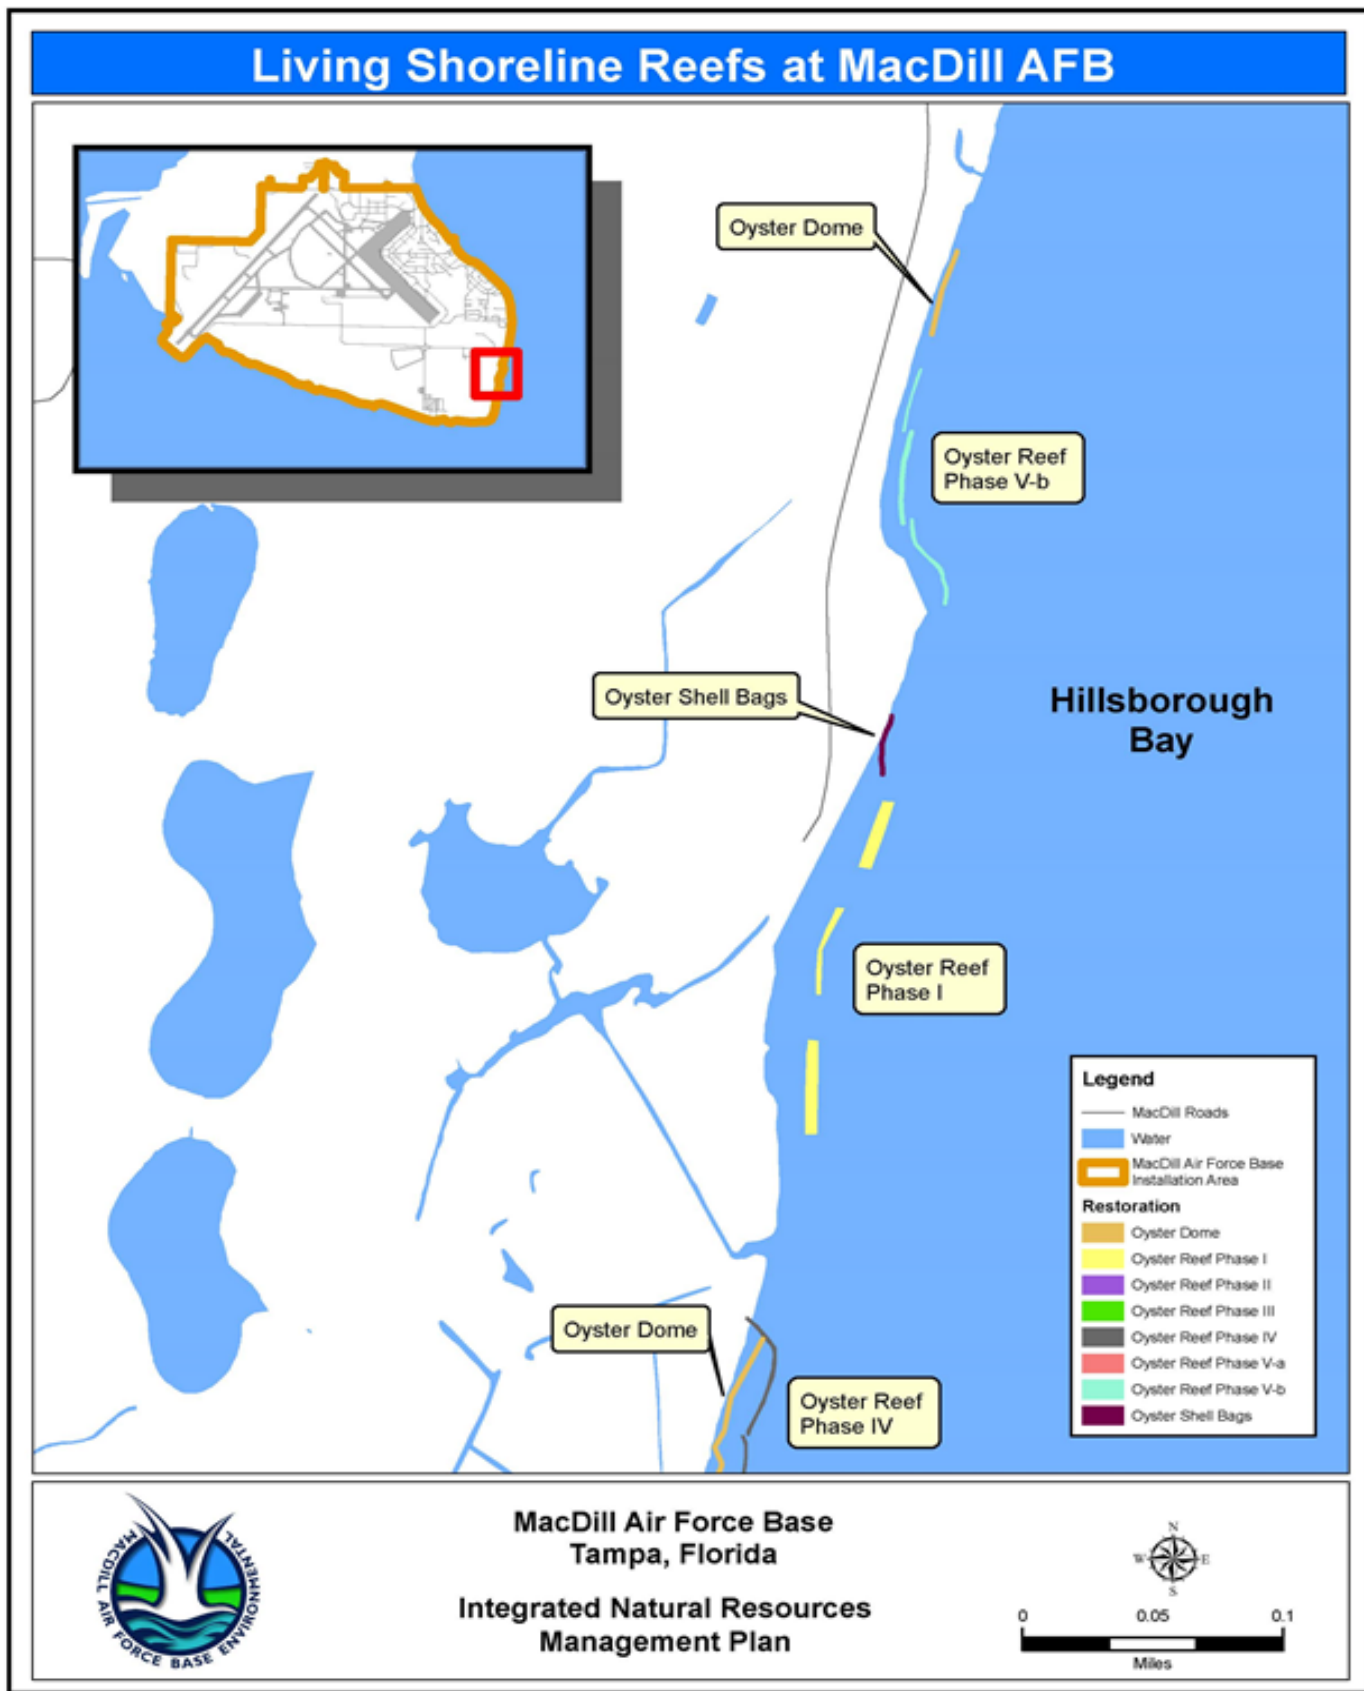 Living Shoreline Reefs at MacDill AFB
Oyster Dome
Oyster Reef
Phase V-b
Oyster Shell Bags
Hillsborough
Bay
Oyster Reef
Phase I
Oyster Dome
Oyster Reef
Phase IV
Legend
MacDill Roads
Water
MacDill Air Force Base
Installation Area
Restoration
Oyster Dome
Oyster Reef Phase I
Oyster Reef Phase II
Oyster Reef Phase III
Oyster Reef Phase IV
Oyster Reef Phase V-a
Oyster Reef Phase V-b
Oyster Shell Bags
MACDILL AIR FORCE BASE ENVIRONMENTAL
MacDill Air Force Base
Tampa, Florida
Integrated Natural Resources
Management Plan
N
W E
S
0 0.05 0.1
Miles